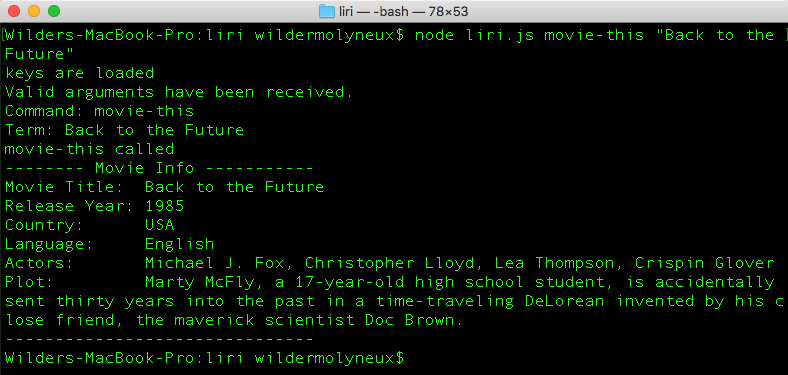 liri — -bash — 78×53
Wilders-MacBook-Pro:liri wildermolyneux$ node liri.js movie-this "Back to the
Future"
keys are loaded
Valid arguments have been received.
Command: movie-this
Term: Back to the Future
movie-this called
-------- Movie Info -----------
Movie Title:  Back to the Future
Release Year: 1985
Country:      USA
Language:     English
Actors:       Michael J. Fox, Christopher Lloyd, Lea Thompson, Crispin Glover
Plot:         Marty McFly, a 17-year-old high school student, is accidentally
sent thirty years into the past in a time-traveling DeLorean invented by his c
lose friend, the maverick scientist Doc Brown.
-------------------------------
Wilders-MacBook-Pro:liri wildermolyneux$